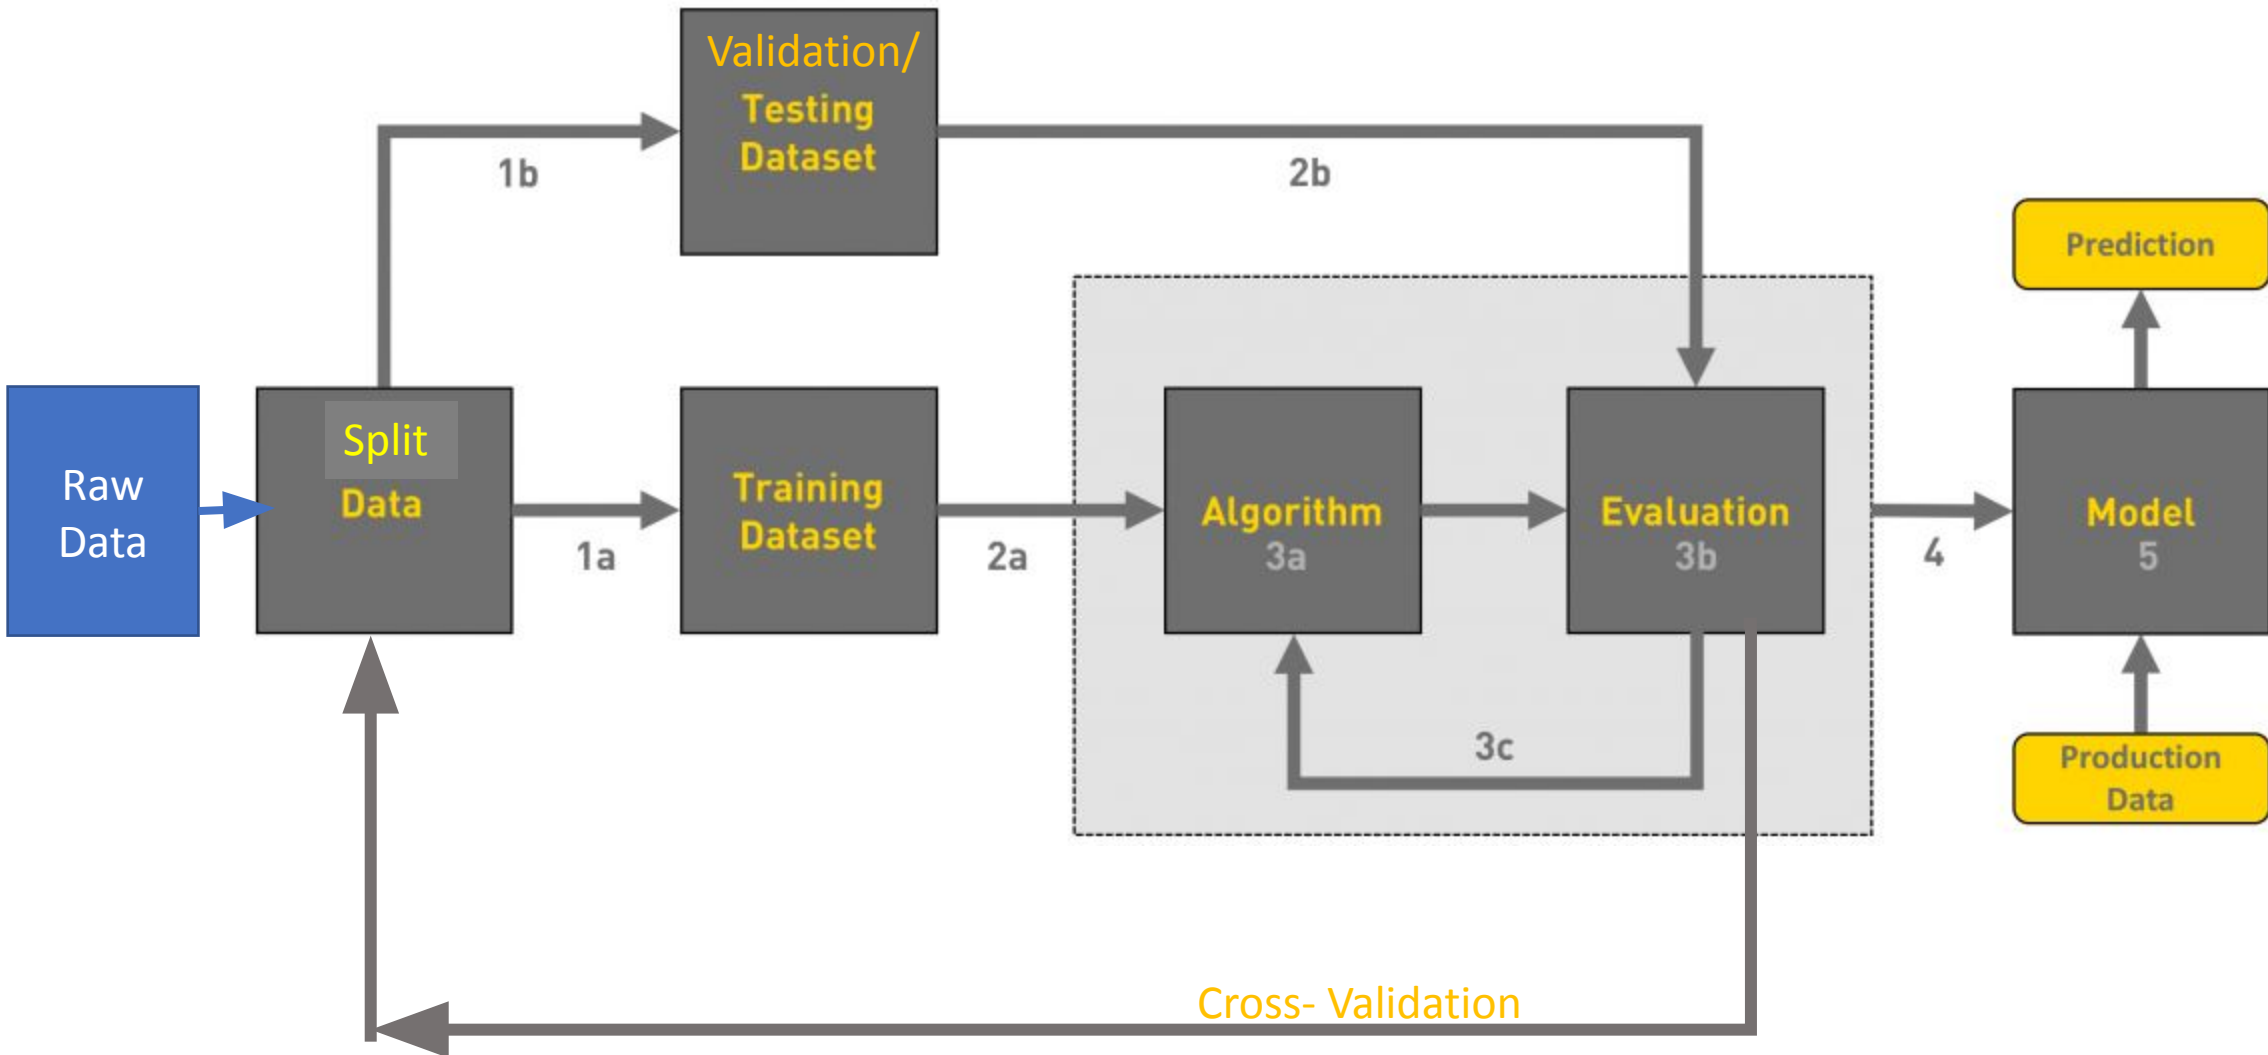 Validation/
Testing
Dataset
1b
2b
Prediction
Raw
Data
Split
Data
1a
Training
Dataset
2a
Algorithm
3a
Evaluation
3b
4
Model
5
3c
Production
Data
Cross- Validation